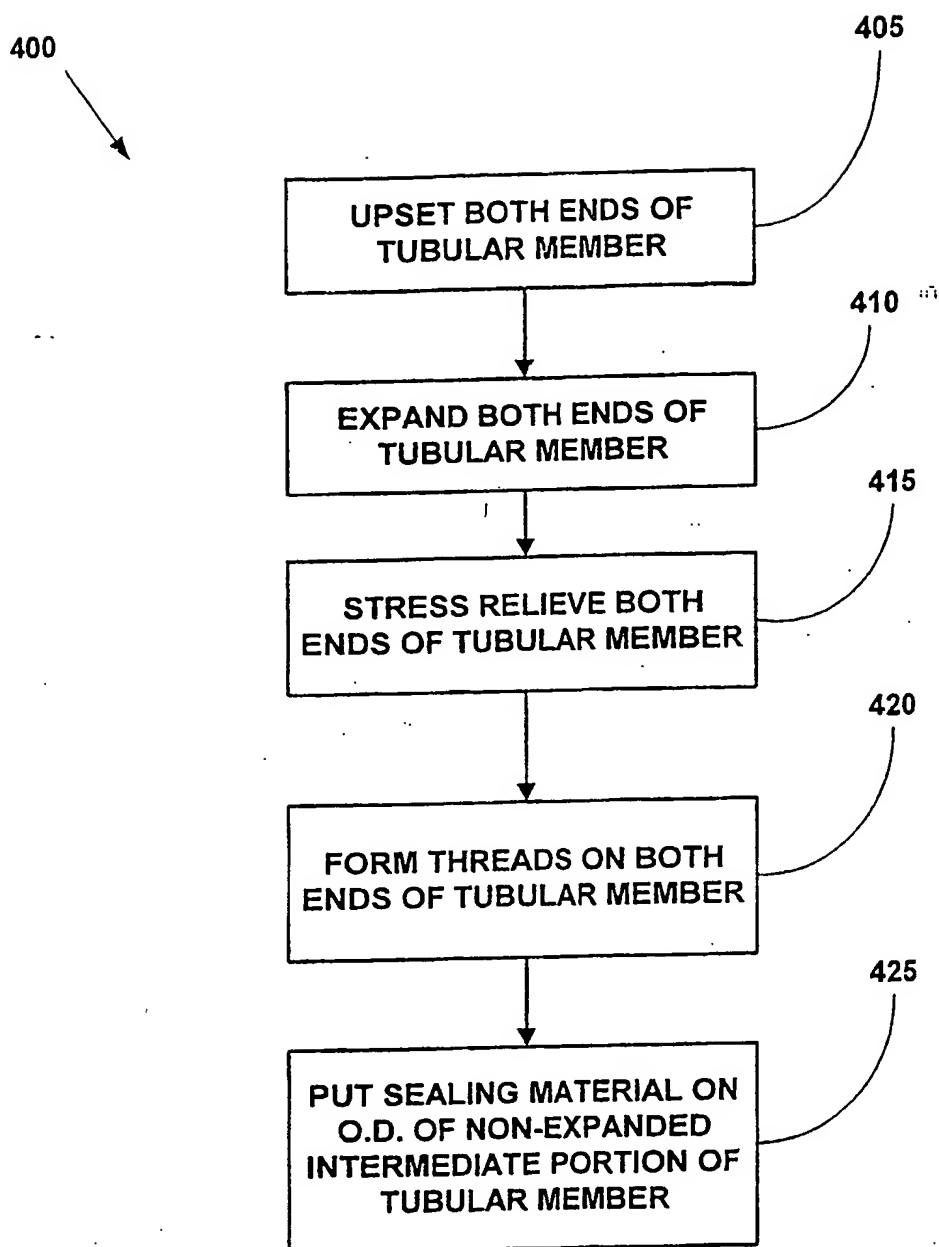 400
405
UPSET BOTH ENDS OF
TUBULAR MEMBER
410
EXPAND BOTH ENDS OF
TUBULAR MEMBER
415
STRESS RELIEVE BOTH
ENDS OF TUBULAR MEMBER
420
FORM THREADS ON BOTH
ENDS OF TUBULAR MEMBER
425
PUT SEALING MATERIAL ON
O.D. OF NON-EXPANDED
INTERMEDIATE PORTION OF
TUBULAR MEMBER